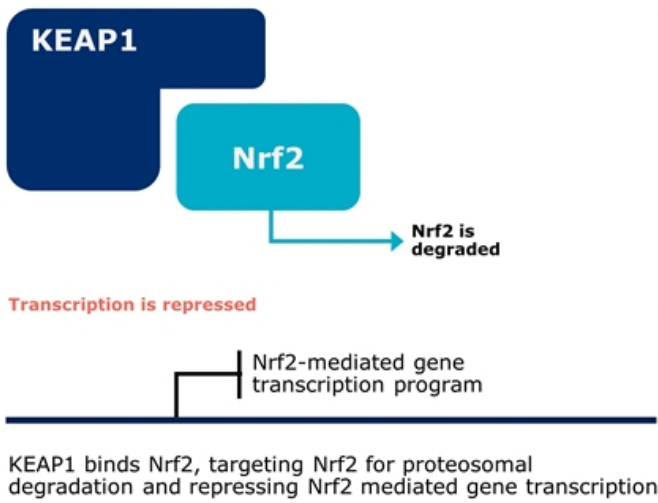 KEAP1
Nrf2
Nrf2 is
degraded
Transcription is repressed
Nrf2-mediated gene
transcription program
KEAP1 binds Nrf2, targeting Nrf2 for proteosomal
degradation and repressing Nrf2 mediated gene transcription